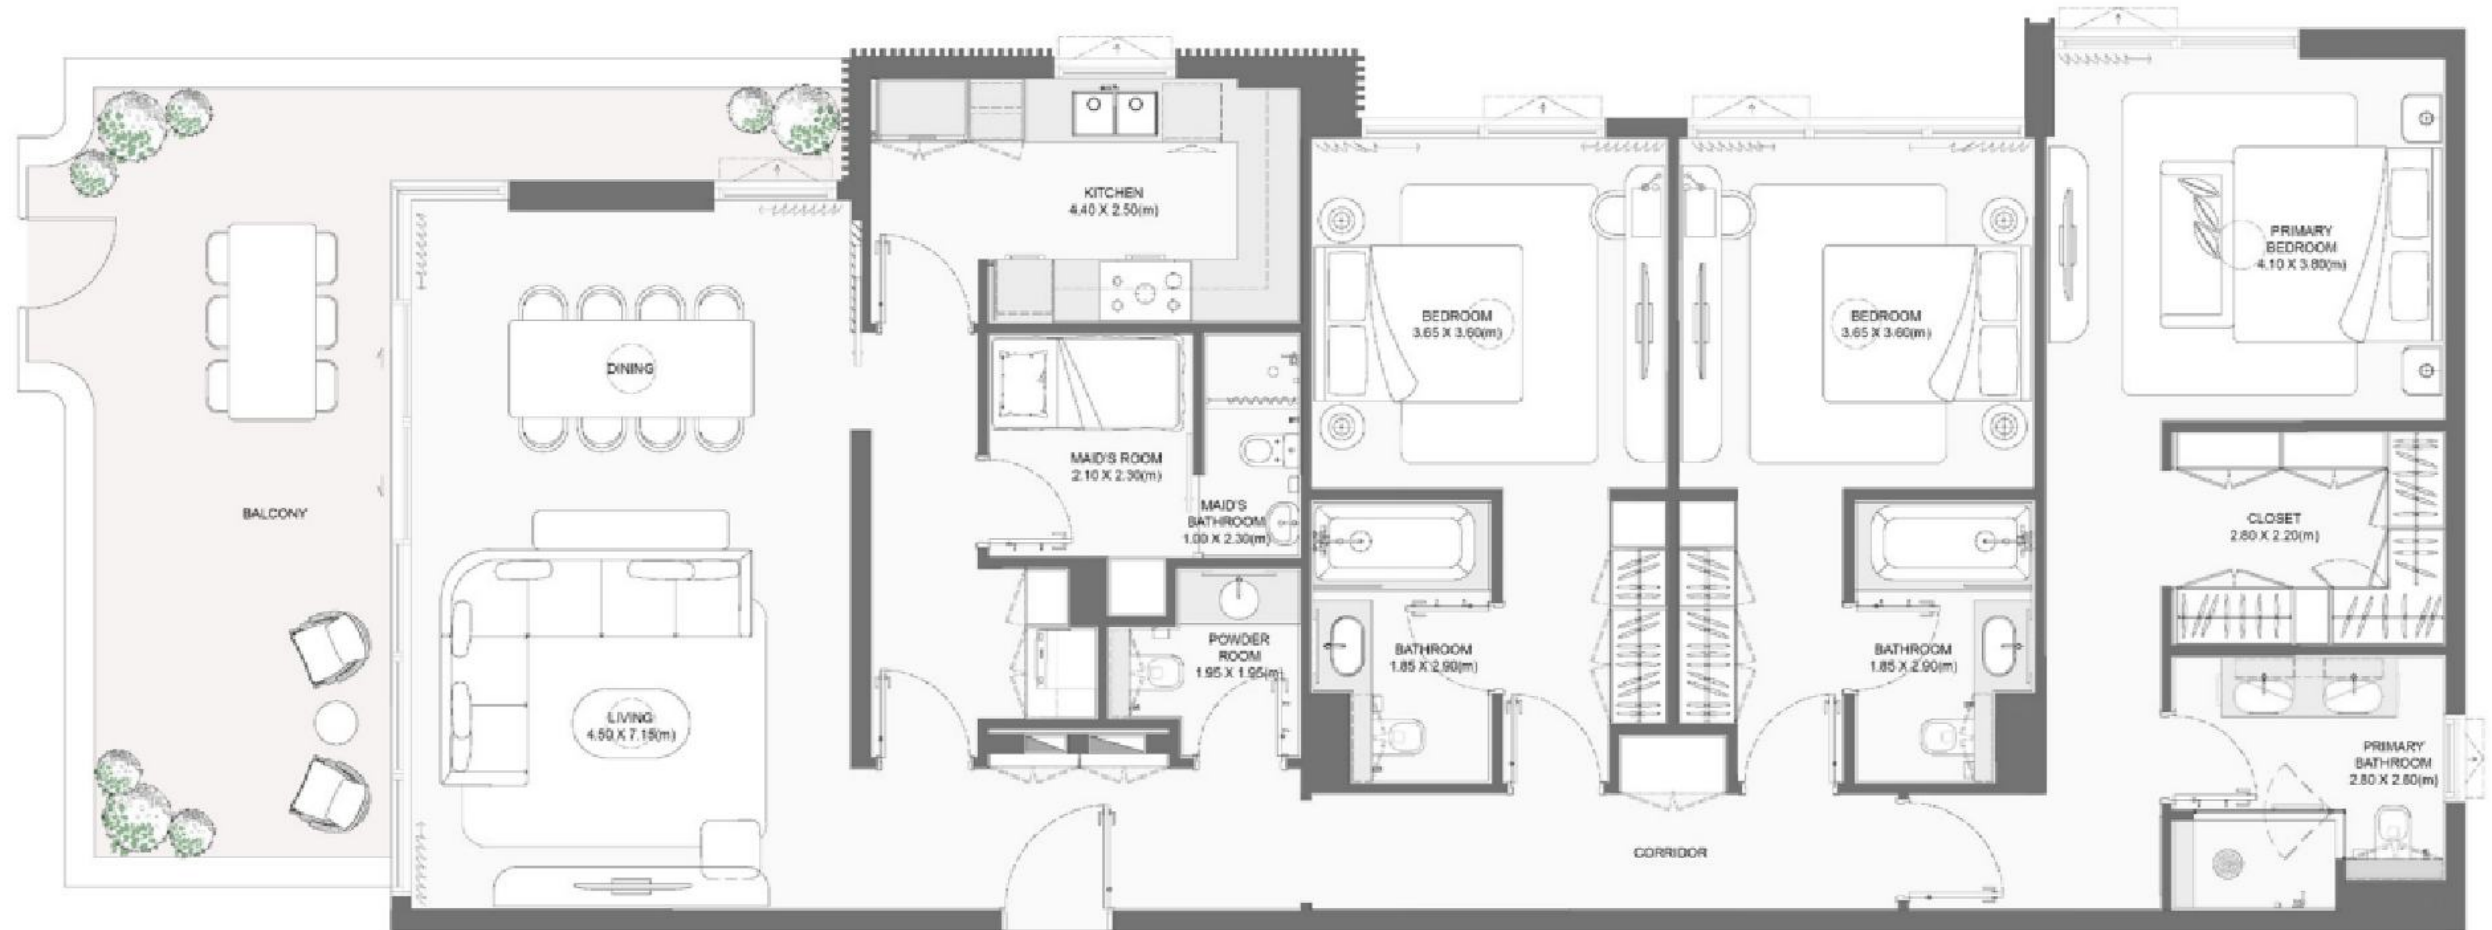 KITCHEN
4.40 X 2.50(m)
PRIMARY
BEDROOM
4.10 X 3.80(m)
BEDROOM
3.65 X 3.60(m)
BEDROOM
3.65 X 3.60(m)
DINING
MAID'S ROOM
2.10 X 2.30(m)
MAID'S
BATHROOM
1.00 X 2.30(m)
BALCONY
CLOSET
2.80 X 2.20(m)
POWDER
ROOM
1.95 X 1.95(m)
BATHROOM
1.85 X 2.90(m)
BATHROOM
1.85 X 2.90(m)
LIVING
4.50 X 7.15(m)
PRIMARY
BATHROOM
2.80 X 2.60(m)
CORRIDOR